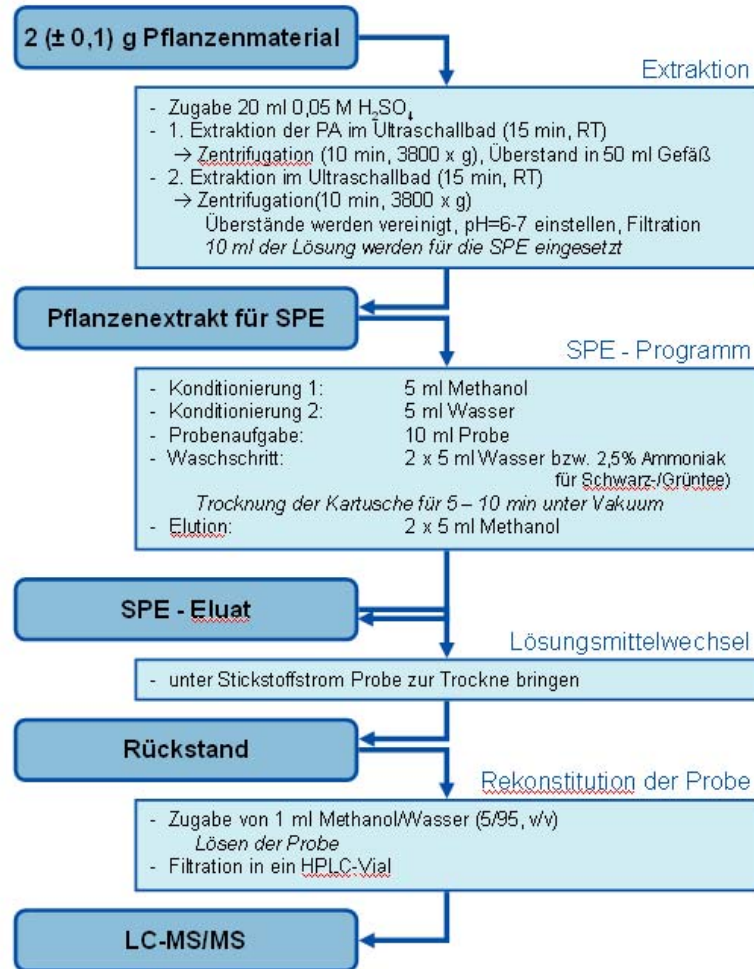 2 (± 0,1) g Pflanzenmaterial
Extraktion
- Zugabe 20 ml 0,05 M H₂SO₄
- 1. Extraktion der PA im Ultraschallbad (15 min, RT)
→ Zentrifugation (10 min, 3800 x g), Überstand in 50 ml Gefäß
- 2. Extraktion im Ultraschallbad (15 min, RT)
→ Zentrifugation(10 min, 3800 x g)
Überstände werden vereinigt, pH=6-7 einstellen, Filtration
10 ml der Lösung werden für die SPE eingesetzt
Pflanzenextrakt für SPE
SPE - Programm
- Konditionierung 1: 5 ml Methanol
- Konditionierung 2: 5 ml Wasser
- Probenaufgabe: 10 ml Probe
- Waschschritt: 2 x 5 ml Wasser bzw. 2,5% Ammoniak
für Schwarz-/Grüntee)
Trocknung der Kartusche für 5 – 10 min unter Vakuum
- Elution: 2 x 5 ml Methanol
SPE - Eluat
Lösungsmittelwechsel
- unter Stickstoffstrom Probe zur Trockne bringen
Rückstand
Rekonstitution der Probe
- Zugabe von 1 ml Methanol/Wasser (5/95, v/v)
Lösen der Probe
- Filtration in ein HPLC-Vial
LC-MS/MS